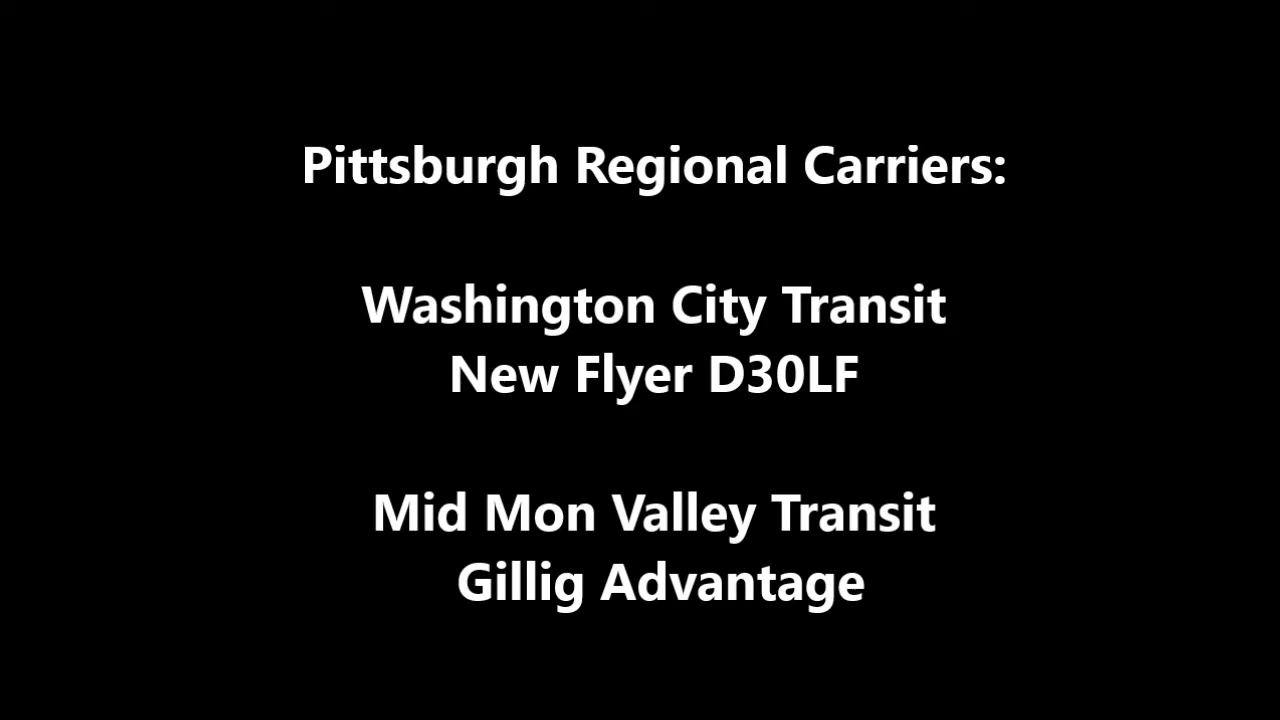 Pittsburgh Regional Carriers:
Washington City Transit
New Flyer D30LF
Mid Mon Valley Transit
Gillig Advantage